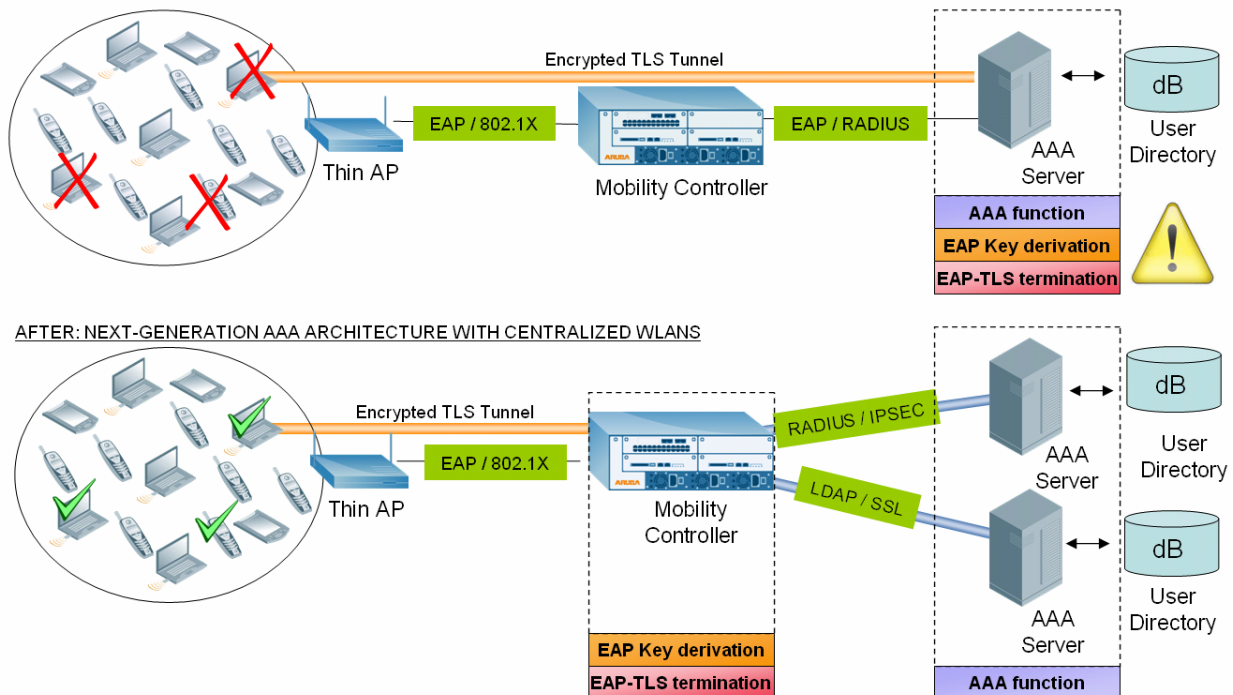 Encrypted TLS Tunnel
EAP / 802.1X
EAP / RADIUS
dB
ARUBA
Thin AP
Mobility Controller
AAA
Server
User
Directory
AAA function
EAP Key derivation
EAP-TLS termination
AFTER: NEXT-GENERATION AAA ARCHITECTURE WITH CENTRALIZED WLANS
Encrypted TLS Tunnel
EAP / 802.1X
RADIUS / IPSEC
dB
AAA
Server
User
Directory
ARUBA
Thin AP
Mobility
Controller
LDAP / SSL
dB
AAA
Server
User
Directory
EAP Key derivation
EAP-TLS termination
AAA function